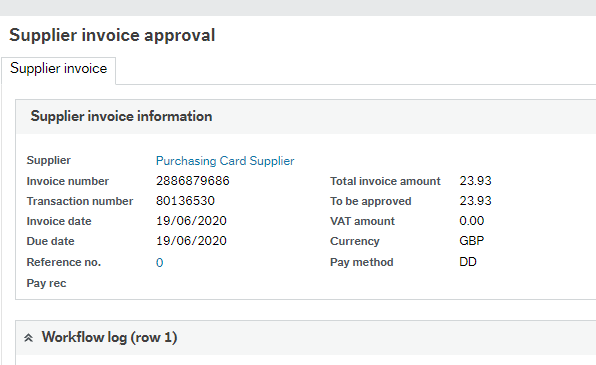 Supplier invoice approval
Supplier invoice
Supplier invoice information
Supplier Purchasing Card Supplier
Invoice number 2886879686 Total invoice amount 23.93
Transaction number 80136530 To be approved 23.93
Invoice date 19/06/2020 VAT amount 0.00
Due date 19/06/2020 Currency GBP
Reference no. 0 Pay method DD
Pay rec
Workflow log (row 1)